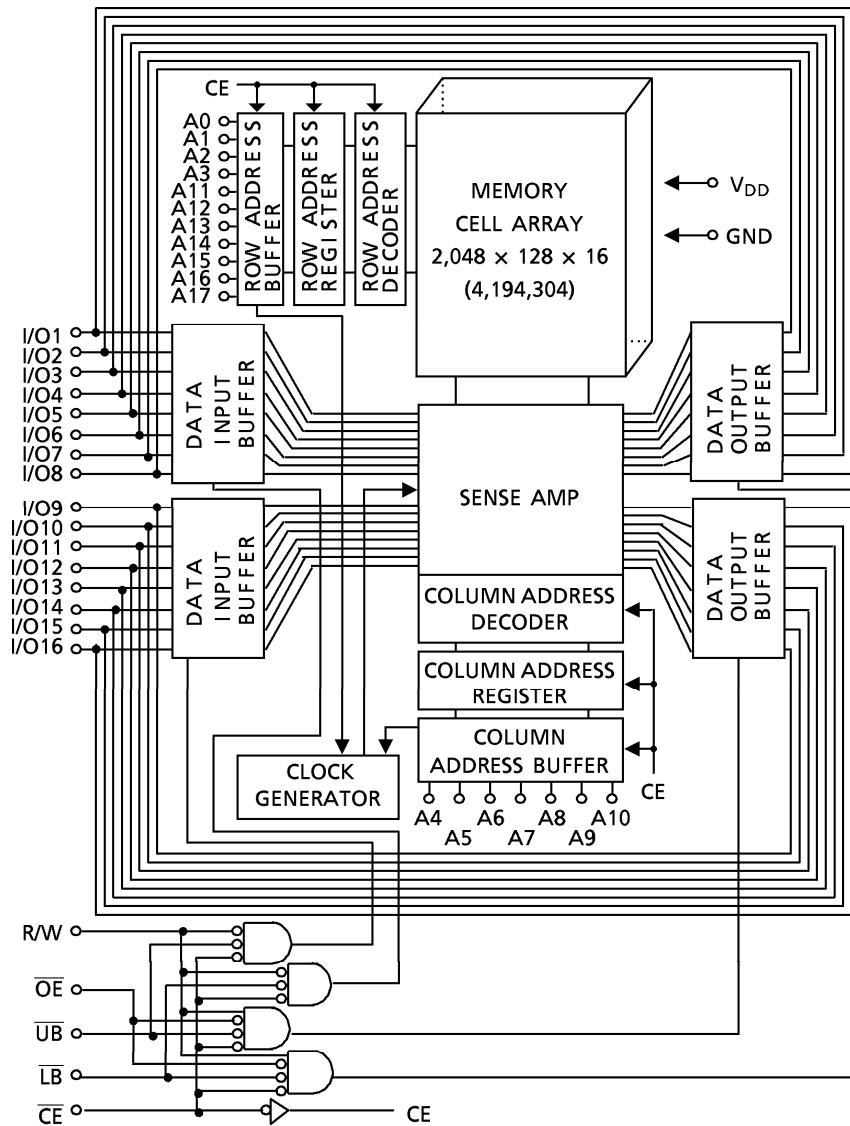 CE
A0
A1
A2
A3
A11
A12
A13
A14
A15
A16
A17
ROW ADDRESS
BUFFER
ROW ADDRESS
REGISTER
ROW ADDRESS
DECODER
MEMORY
CELL ARRAY
2,048 × 128 × 16
(4,194,304)
VDD
GND
I/O1
I/O2
I/O3
I/O4
I/O5
I/O6
I/O7
I/O8
DATA
INPUT
BUFFER
DATA
OUTPUT
BUFFER
SENSE AMP
I/O9
I/O10
I/O11
I/O12
I/O13
I/O14
I/O15
I/O16
DATA
INPUT
BUFFER
DATA
OUTPUT
BUFFER
COLUMN ADDRESS
DECODER
COLUMN ADDRESS
REGISTER
COLUMN
ADDRESS BUFFER
CLOCK
GENERATOR
CE
A4
A5
A6
A7
A8
A9
A10
R/W
O̅E̅
U̅B̅
L̅B̅
C̅E̅
CE